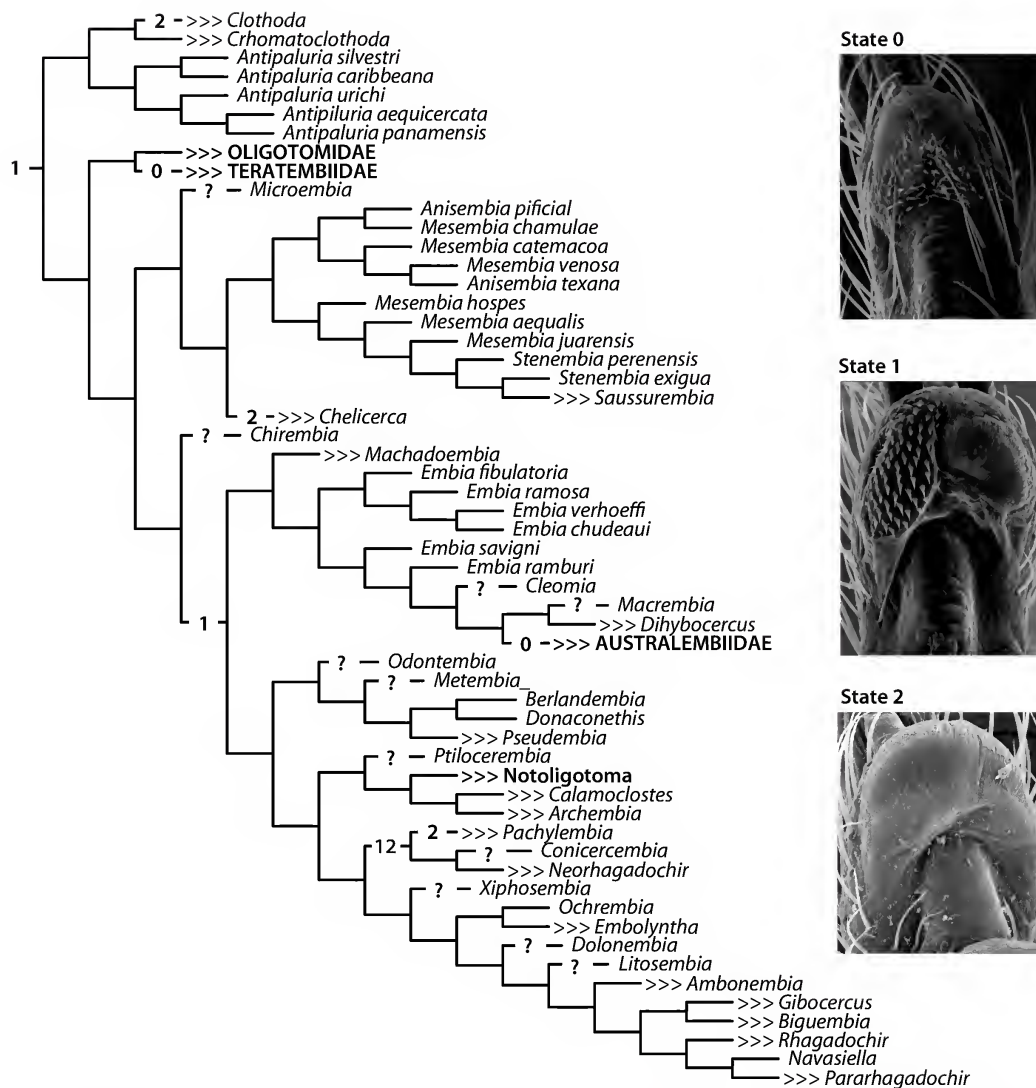 2 – >>> Clothoda
>>> Crhomatoclothoda
Antipaluria silvestri
Antipaluria caribbeana
Antipaluria urichi
Antipiluria aequicercata
Antipaluria panamensis
>>> OLIGOTOMIDAE
1
0 – >>> TERATEMBIIDAE
? – Microembia
Anisembia pificial
Mesembia chamulae
Mesembia catemacoa
Mesembia venosa
Anisembia texana
Mesembia hospes
Mesembia aequalis
Mesembia juarensis
Stenembia perenensis
Stenembia exigua
>>> Saussurembia
2 – >>> Chelicerca
? – Chirembia
>>> Machadoembia
Embia fibulatoria
Embia ramosa
Embia verhoeffi
Embia chudeaui
Embia savigni
Embia ramburi
? – Cleomia
? – Macrembia
1
>>> Dihybocercus
0 – >>> AUSTRALEMBIIDAE
? – Odontembia
? – Metembia_
Berlandembia
Donaconethis
>>> Pseudembia
? – Ptilocerembia
>>> Notoligotoma
>>> Calamoclostes
>>> Archembia
2 – >>> Pachylembia
12
? – Conicercembia
>>> Neorhagadochir
? – Xiphosembia
Ochrembia
>>> Embolyntha
? – Dolonembia
? – Litosembia
>>> Ambonembia
>>> Gibocercus
>>> Biguembia
>>> Rhagadochir
Navasiella
>>> Pararhagadochir
State 0
State 1
State 2